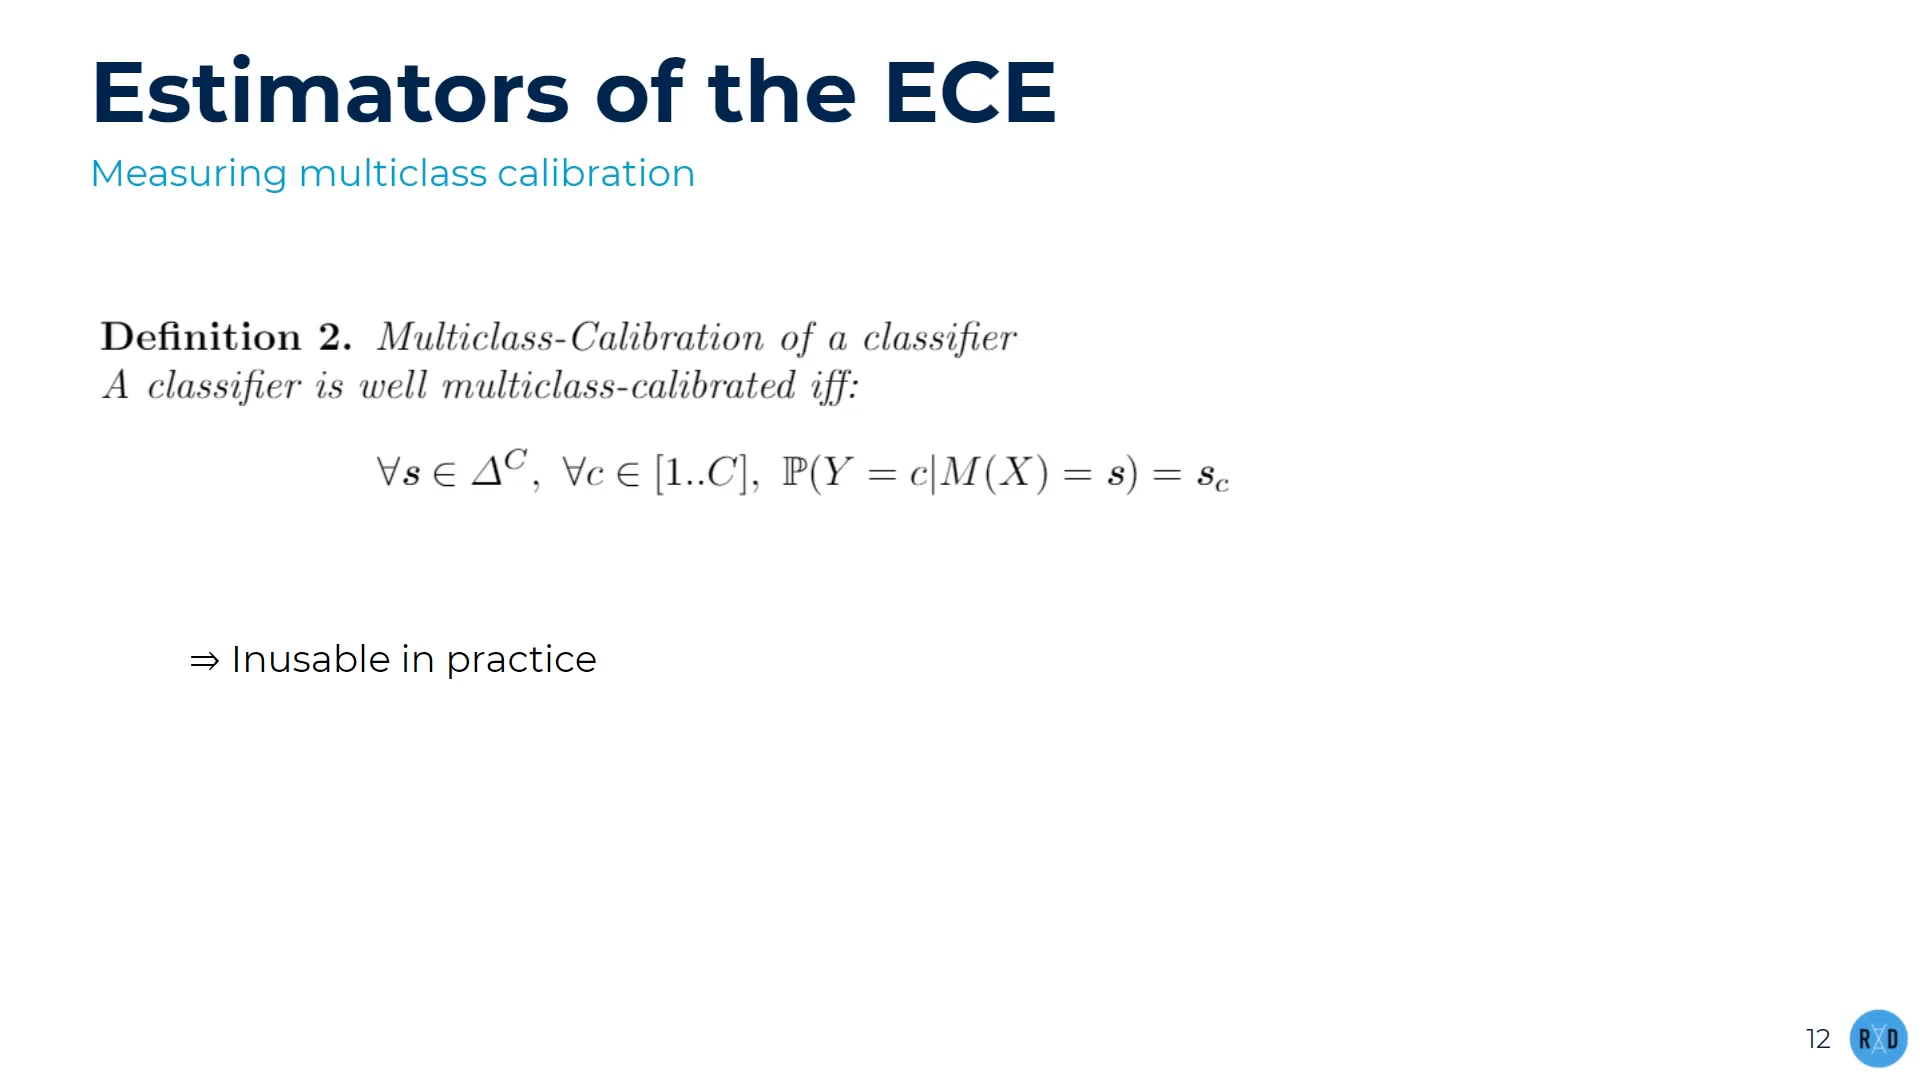 Estimators of the ECE
Measuring multiclass calibration
Definition 2. Multiclass-Calibration of a classifier
A classifier is well multiclass-calibrated iff:
∀s ∈ Δ^C, ∀c ∈ [1..C], ℙ(Y = c|M(X) = s) = s_c
⇒ Inusable in practice
12
R D